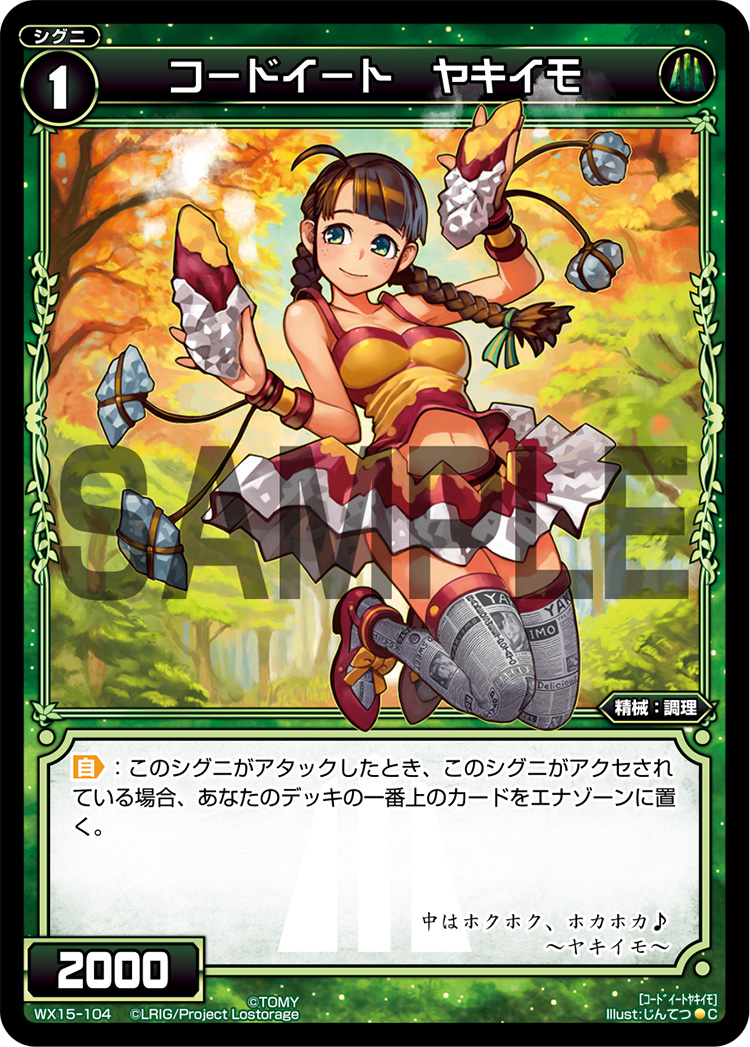 シグニ
1
コードイート　ヤキイモ
SAMPLE
YAK
IMO
Delicious
精械：調理
自：このシグニがアタックしたとき、このシグニがアクセされ
ている場合、あなたのデッキの一番上のカードをエナゾーンに置
く。
中はホクホク、ホカホカ♪
～ヤキイモ～
2000
©TOMY
[ｺｰﾄﾞｲｰﾄﾔｷｲﾓ]
WX15-104 ©LRIG/Project Lostorage
Illust:じんてつ C